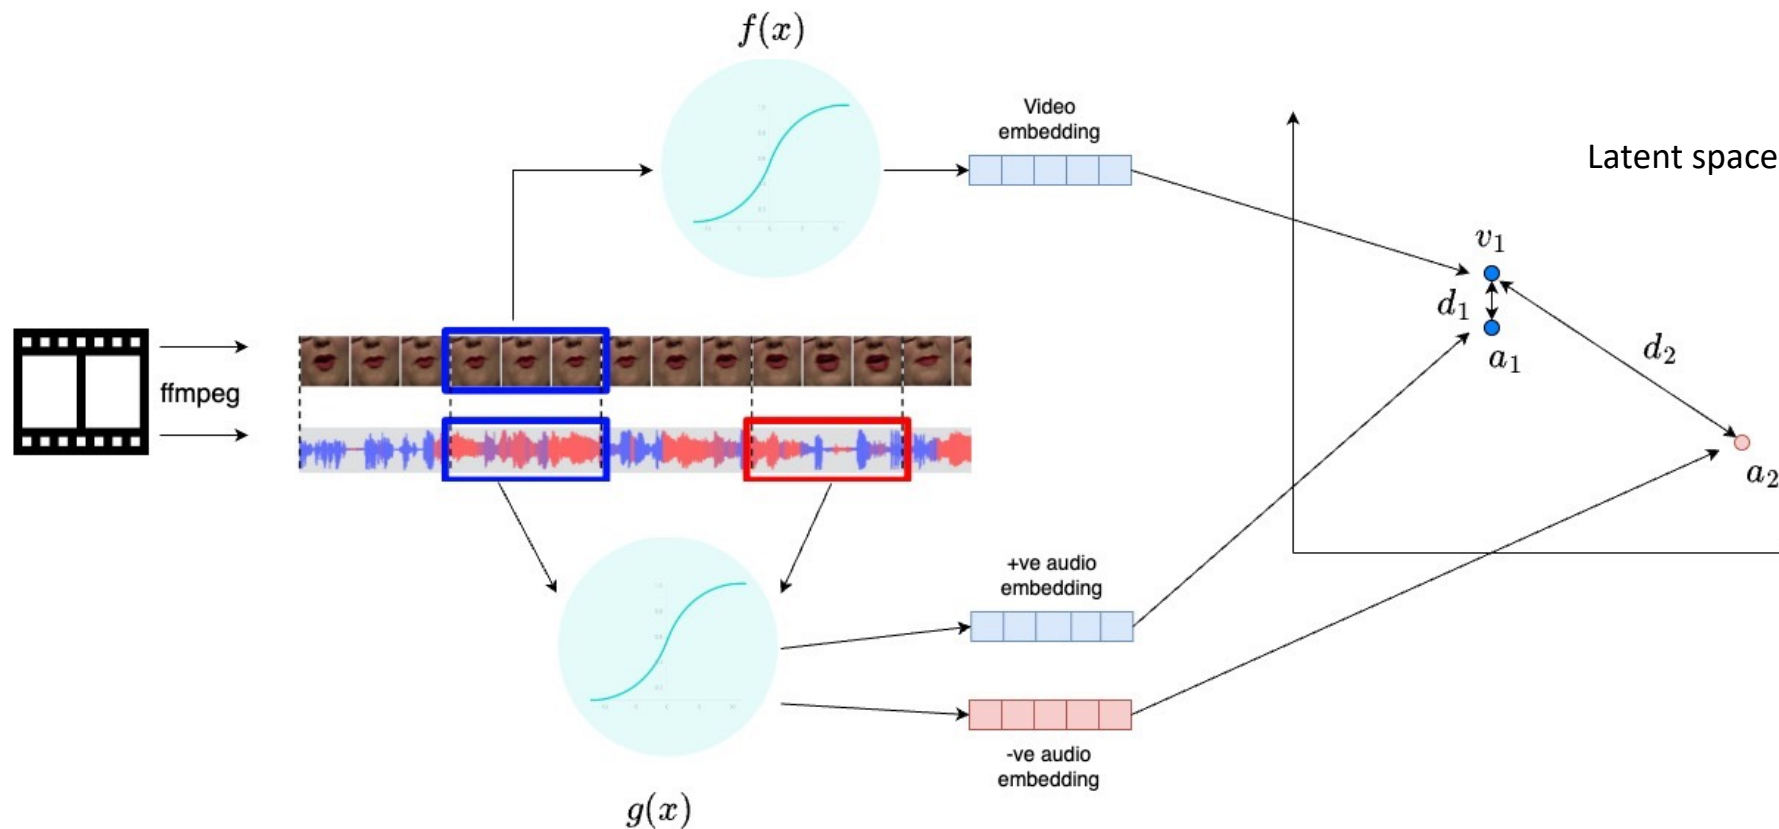 f(x)
Video
embedding
Latent space
v₁
d₁
a₁
d₂
a₂
ffmpeg
+ve audio
embedding
-ve audio
embedding
g(x)